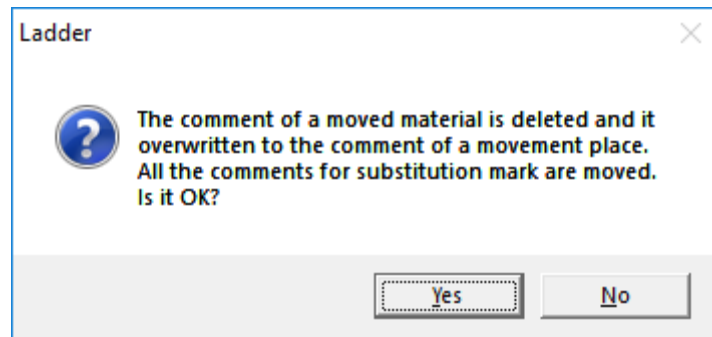 Ladder
The comment of a moved material is deleted and it
overwritten to the comment of a movement place.
All the comments for substitution mark are moved.
Is it OK?
Yes No